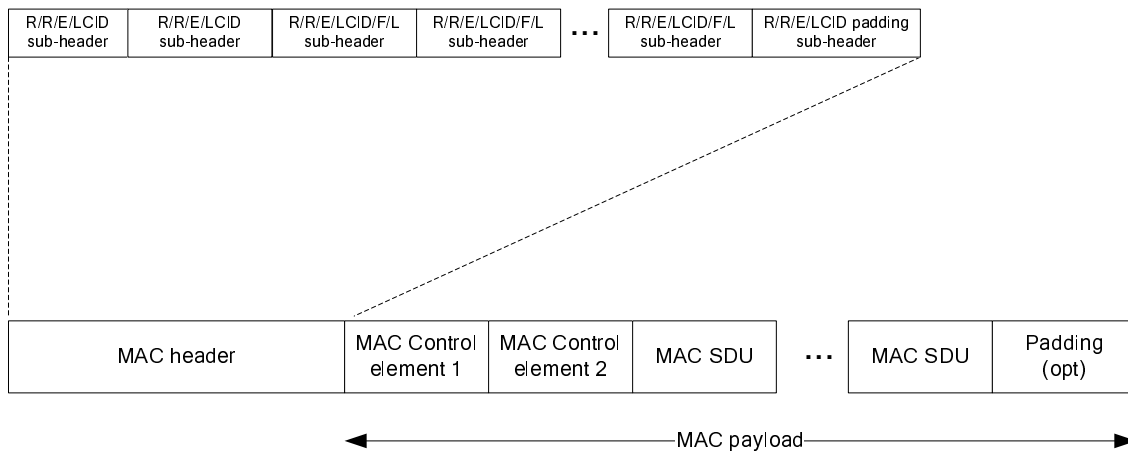 R/R/E/LCID sub-header
R/R/E/LCID sub-header
R/R/E/LCID/F/L sub-header
R/R/E/LCID/F/L sub-header
...
R/R/E/LCID/F/L sub-header
R/R/E/LCID padding sub-header
MAC header
MAC Control element 1
MAC Control element 2
MAC SDU
...
MAC SDU
Padding (opt)
MAC payload